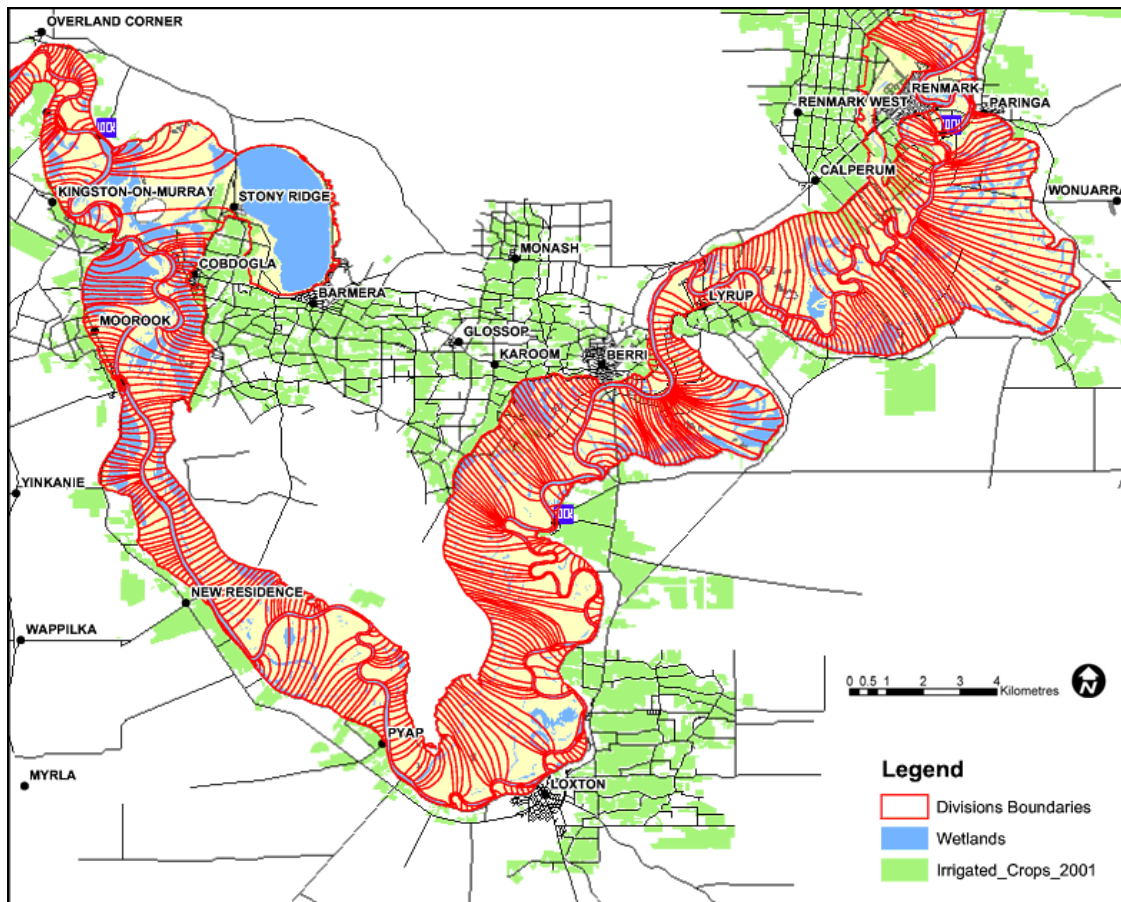 OVERLAND CORNER
RENMARK
RENMARK WEST
PARINGA
CALPERUM
KINGSTON-ON-MURRAY
STONY RIDGE
WONUARRA
MONASH
COBDOGLA
BARMERA
LYRUP
MOOROOK
GLOSSOP
KAROOM
BERRI
YINKANIE
NEW RESIDENCE
WAPPILKA
0 0.5 1 2 3 4
Kilometres
N
PYAP
MYRLA
LOXTON
Legend
Divisions Boundaries
Wetlands
Irrigated_Crops_2001